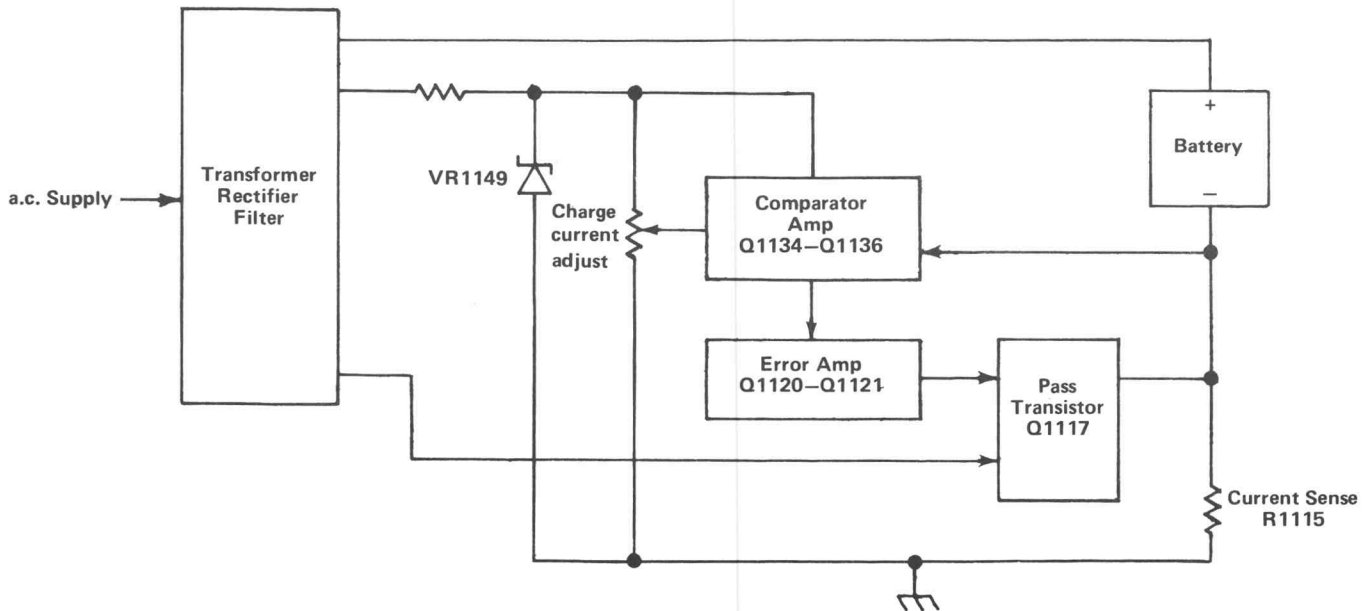 a.c. Supply
Transformer
Rectifier
Filter
VR1149
Charge
current
adjust
Comparator
Amp
Q1134–Q1136
Error Amp
Q1120–Q1121
Pass
Transistor
Q1117
+
Battery
–
Current Sense
R1115